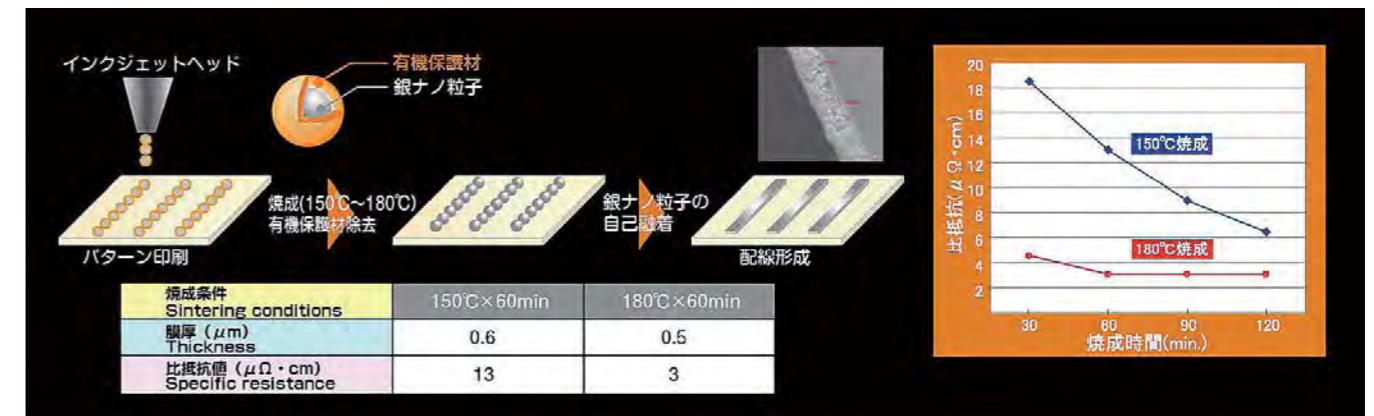 インクジェットヘッド
有機保護材
銀ナノ粒子
焼成(150℃～180℃)
有機保護材除去
銀ナノ粒子の
自己融着
パターン印刷
配線形成
焼成条件
Sintering conditions
150℃×60min
180℃×60min
膜厚（μm）
Thickness
0.6
0.5
比抵抗値（μΩ・cm）
Specific resistance
13
3
比抵抗(μΩ・cm)
20
18
16
14
12
10
8
6
4
2
150℃焼成
180℃焼成
30
60
90
120
焼成時間(min.)